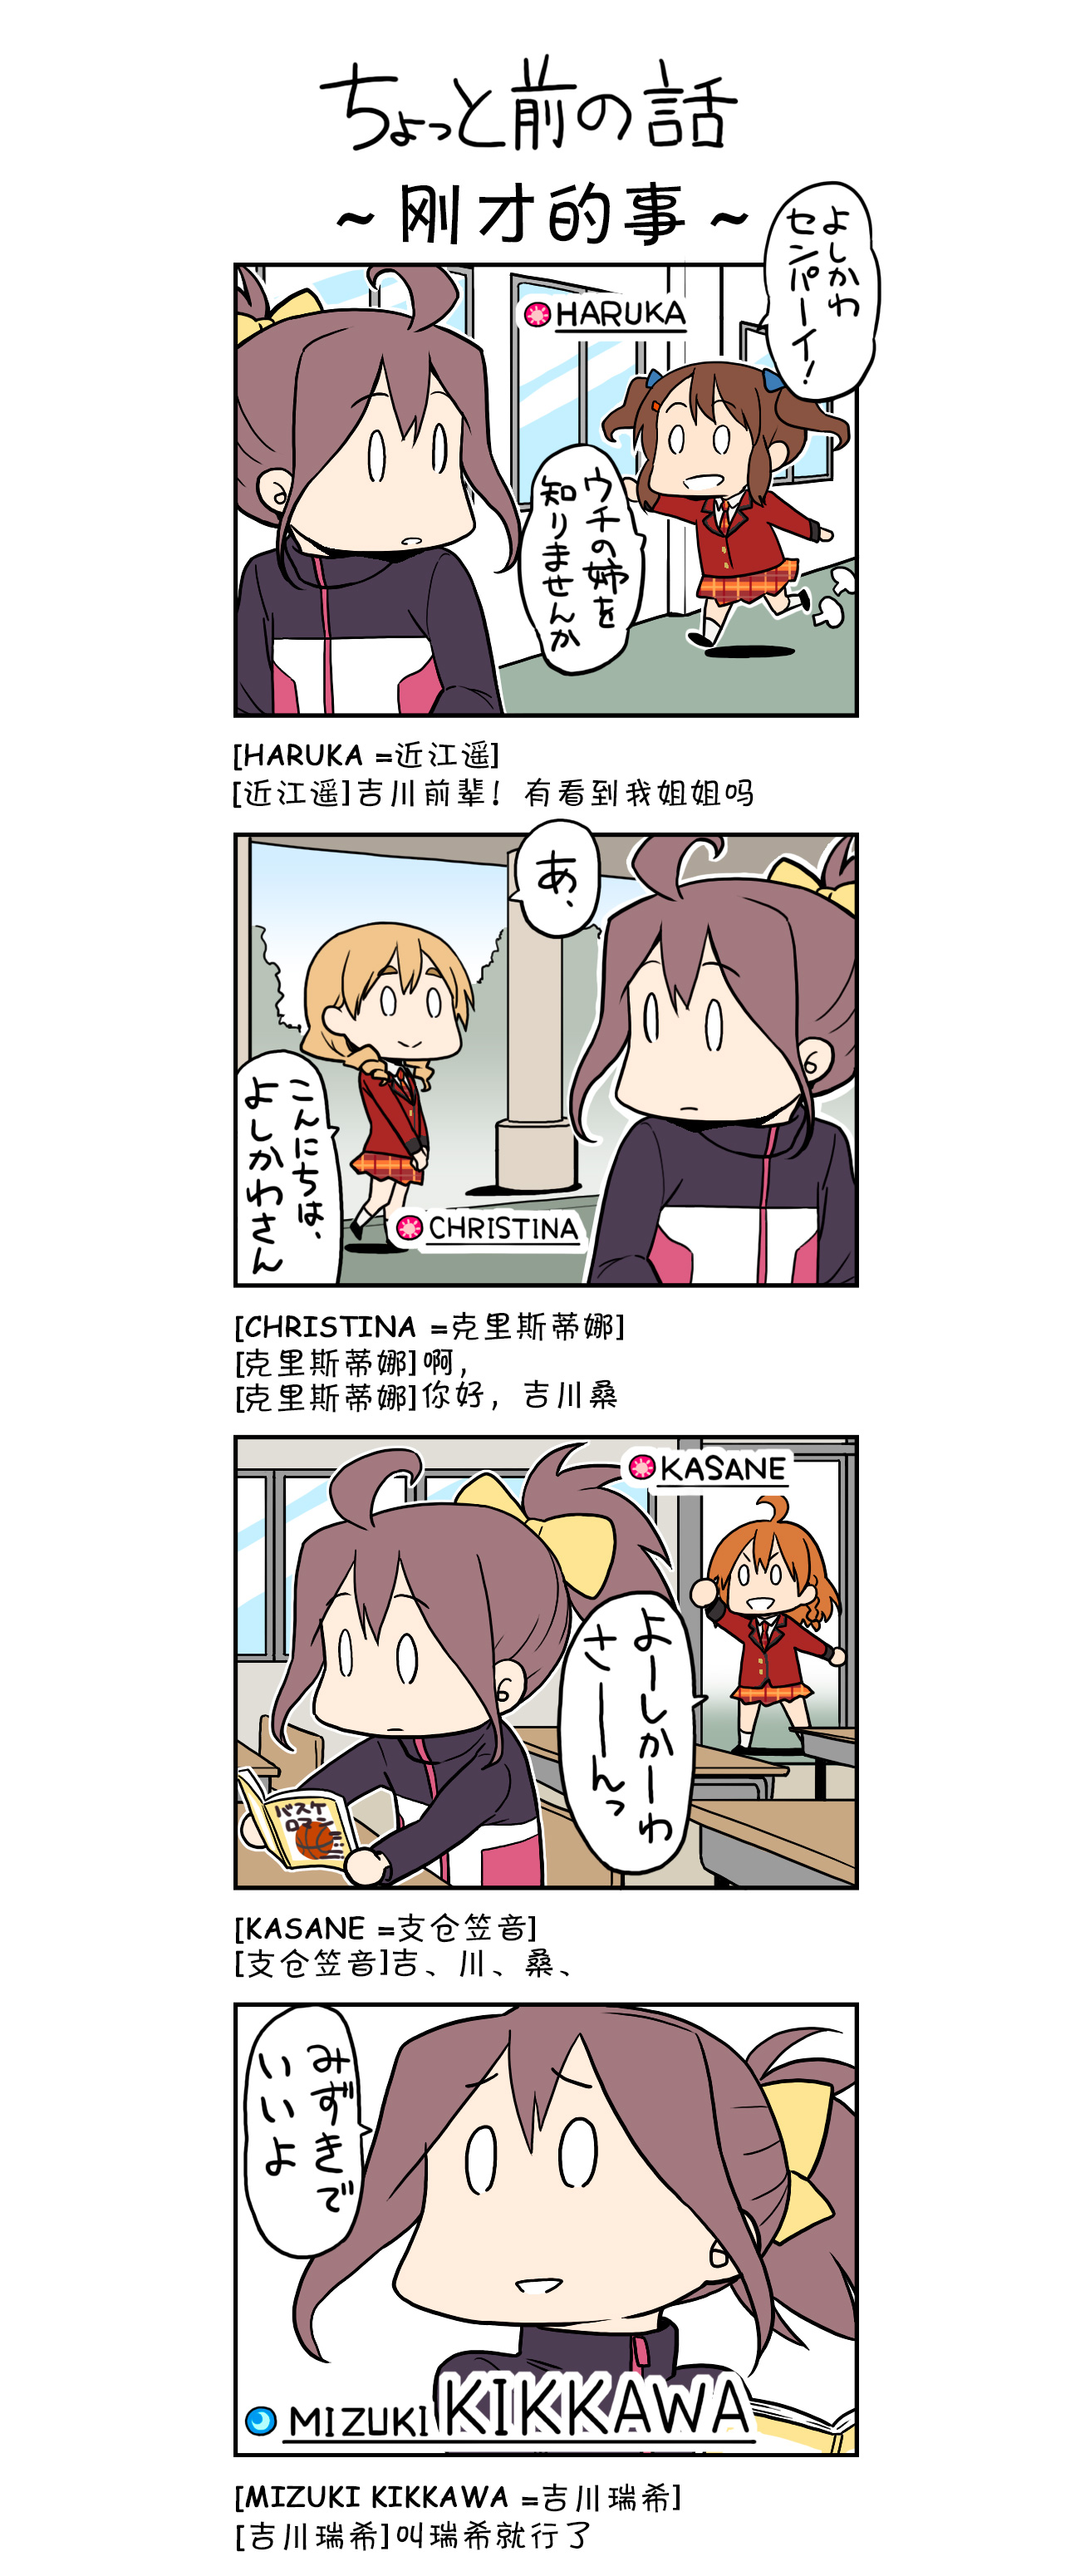 ちょっと前の話
~刚才的事~
よしかわ
センパーイ!
HARUKA
ウチの姉を
知りませんか
[HARUKA =近江遥]
[近江遥]吉川前辈！有看到我姐姐吗
あ、
こんにちは、
よしかわさん
CHRISTINA
[CHRISTINA =克里斯蒂娜]
[克里斯蒂娜]啊，
[克里斯蒂娜]你好，吉川桑
KASANE
よーしかーわ
さーーんっ
バスケ
ロマン
[KASANE =支仓笠音]
[支仓笠音]吉、川、桑、
みずきで
いいよ
MIZUKI KIKKAWA
[MIZUKI KIKKAWA =吉川瑞希]
[吉川瑞希]叫瑞希就行了